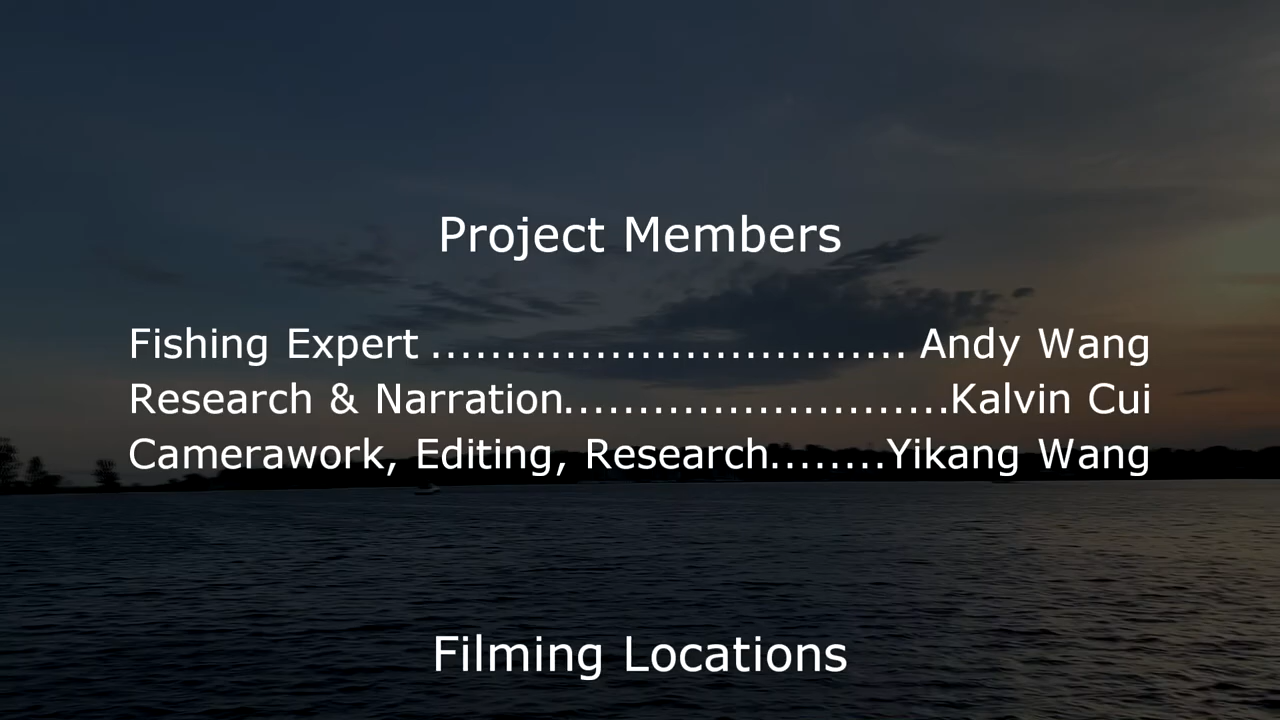 Project Members
Fishing Expert ................................ Andy Wang
Research & Narration..........................Kalvin Cui
Camerawork, Editing, Research........Yikang Wang
Filming Locations